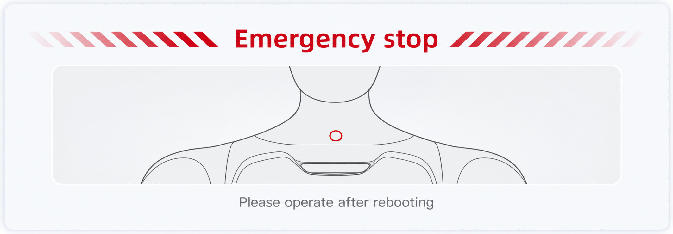 Emergency stop
Please operate after rebooting